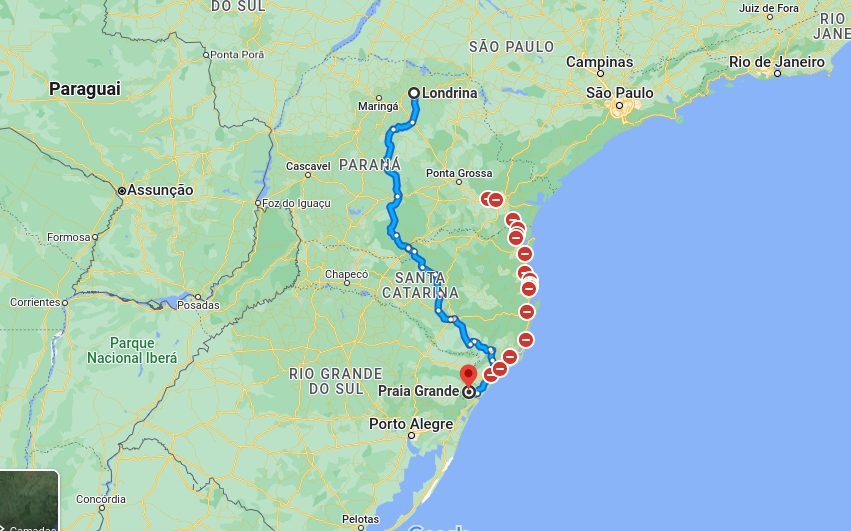 DO SUL
Juiz de Fora
RIO
JANE
SÃO PAULO
Ponta Porã
Campinas
Rio de Janeiro
Paraguai
Londrina
São Paulo
Maringá
Cascavel
PARANÁ
Ponta Grossa
Assunção
Foz do Iguaçu
Formosa
Chapecó
SANTA
CATARINA
Corrientes
Posadas
Parque
Nacional Iberá
RIO GRANDE
DO SUL
Praia Grande
Porto Alegre
Concórdia
Pelotas
Camadas
Google